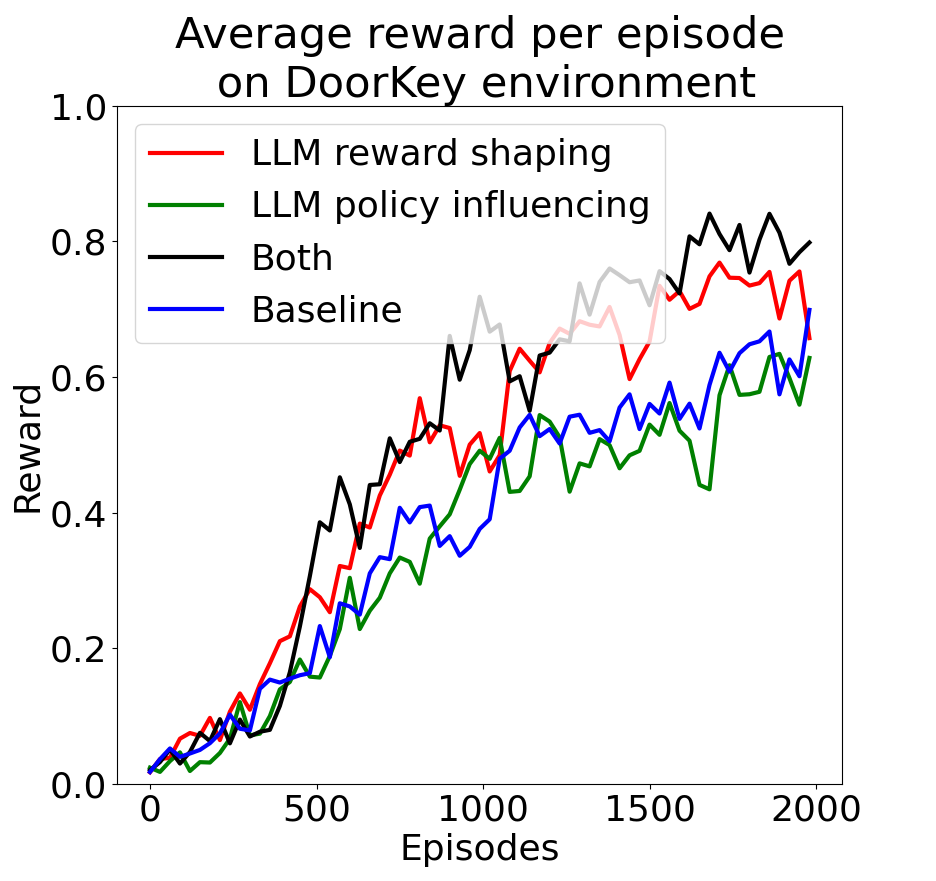 Average reward per episode
on DoorKey environment
1.0
0.8
0.6
0.4
0.2
0.0
Reward
LLM reward shaping
LLM policy influencing
Both
Baseline
0 500 1000 1500 2000
Episodes